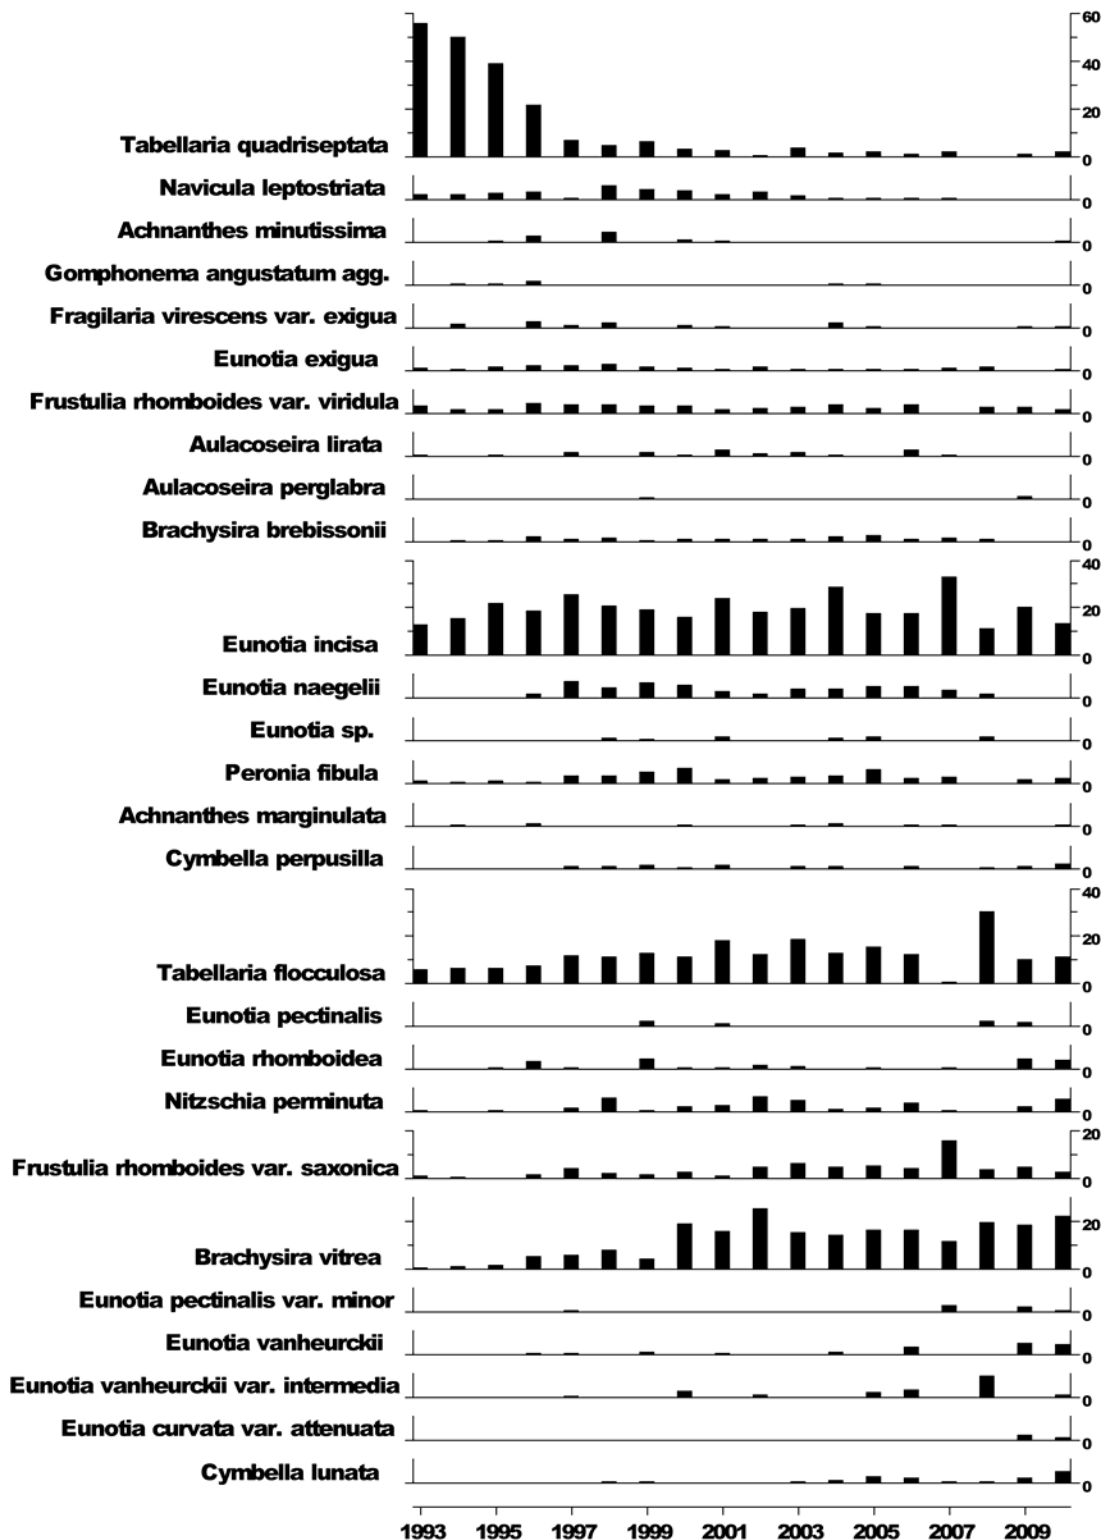 60
40
20
Tabellaria quadriseptata 0
Navicula leptostriata 0
Achnanthes minutissima 0
Gomphonema angustatum agg. 0
Fragilaria virescens var. exigua 0
Eunotia exigua 0
Frustulia rhomboides var. viridula 0
Aulacoseira lirata 0
Aulacoseira perglabra 0
Brachysira brebissonii 0
40
20
Eunotia incisa 0
Eunotia naegelii 0
Eunotia sp. 0
Peronia fibula 0
Achnanthes marginulata 0
Cymbella perpusilla 0
40
20
Tabellaria flocculosa 0
Eunotia pectinalis 0
Eunotia rhomboidea 0
Nitzschia perminuta 0
20
Frustulia rhomboides var. saxonica 0
20
Brachysira vitrea 0
Eunotia pectinalis var. minor 0
Eunotia vanheurckii 0
Eunotia vanheurckii var. intermedia 0
Eunotia curvata var. attenuata 0
Cymbella lunata 0
1993 1995 1997 1999 2001 2003 2005 2007 2009